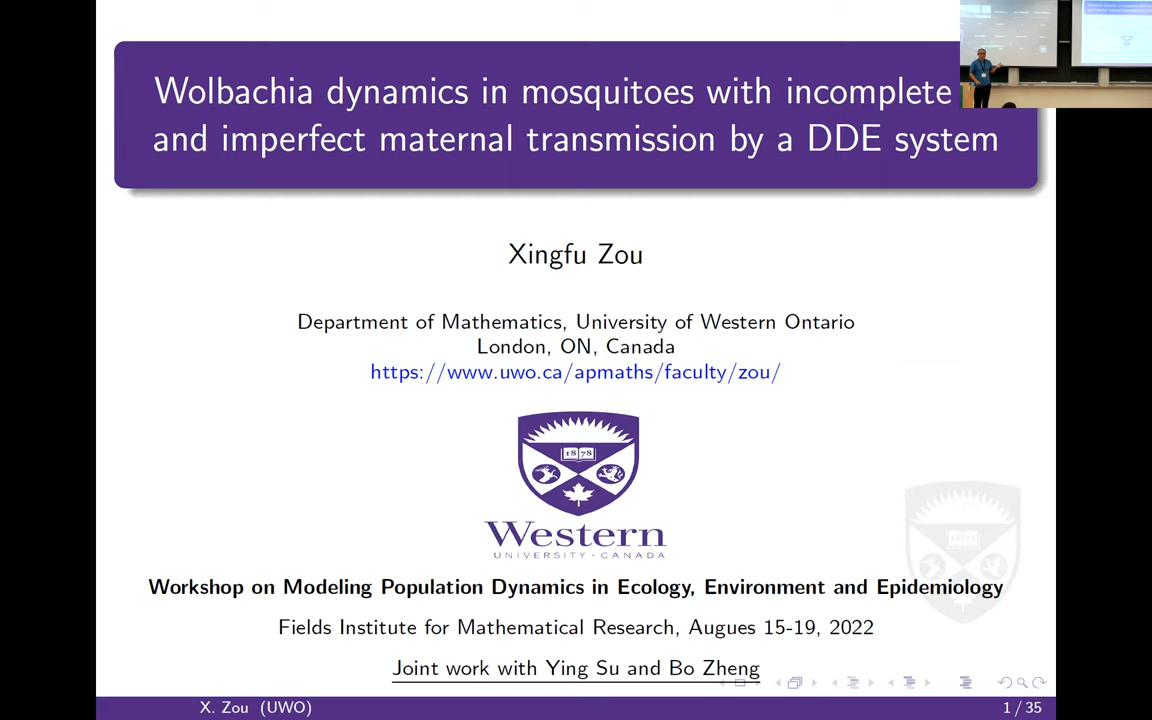 Wolbachia dynamics in mosquitoes with incomplete
and imperfect maternal transmission by a DDE system
Xingfu Zou
Department of Mathematics, University of Western Ontario
London, ON, Canada
https://www.uwo.ca/apmaths/faculty/zou/
18 78
Western
UNIVERSITY · CANADA
Workshop on Modeling Population Dynamics in Ecology, Environment and Epidemiology
Fields Institute for Mathematical Research, Augues 15-19, 2022
Joint work with Ying Su and Bo Zheng
X. Zou (UWO)
1 / 35